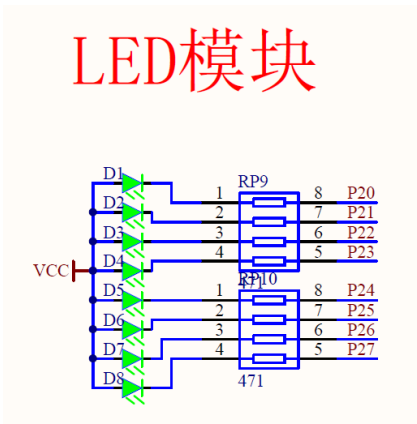 LED模块
D1
RP9
1 8 P20
D2
2 7 P21
D3
3 6 P22
D4
4 5 P23
VCC
471
RP10
D5
1 8 P24
D6
2 7 P25
D7
3 6 P26
D8
4 5 P27
471